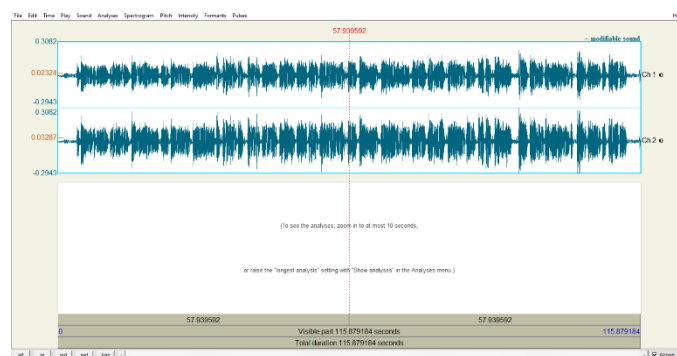 File Edit Time Play Sound Analyses Spectrogram Pitch Intensity Formants Pulses
57.939592
~ modifiable sound
0.3082
0.02324
Ch 1
-0.2943
0.3082
0.03287
Ch 2
-0.2943
(To see the analyses, zoom in to at most 10 seconds,
or raise the "longest analysis" setting with "Show analyses" in the Analyses menu.)
57.939592 57.939592
0 Visible part 115.879184 seconds 115.879184
Total duration 115.879184 seconds